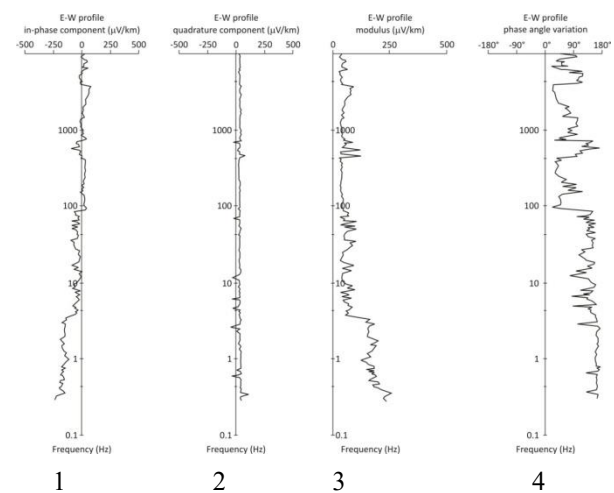 E-W profile
in-phase component (µV/km)
-500 -250 0 250 500
1000
100
10
1
0.1
Frequency (Hz)
1
E-W profile
quadrature component (µV/km)
-500 -250 0 250 500
1000
100
10
1
0.1
Frequency (Hz)
2
E-W profile
modulus (µV/km)
0 250 500
1000
100
10
1
0.1
Frequency (Hz)
3
E-W profile
phase angle variation
-180° -90° 0 90° 180°
1000
100
10
1
0.1
Frequency (Hz)
4